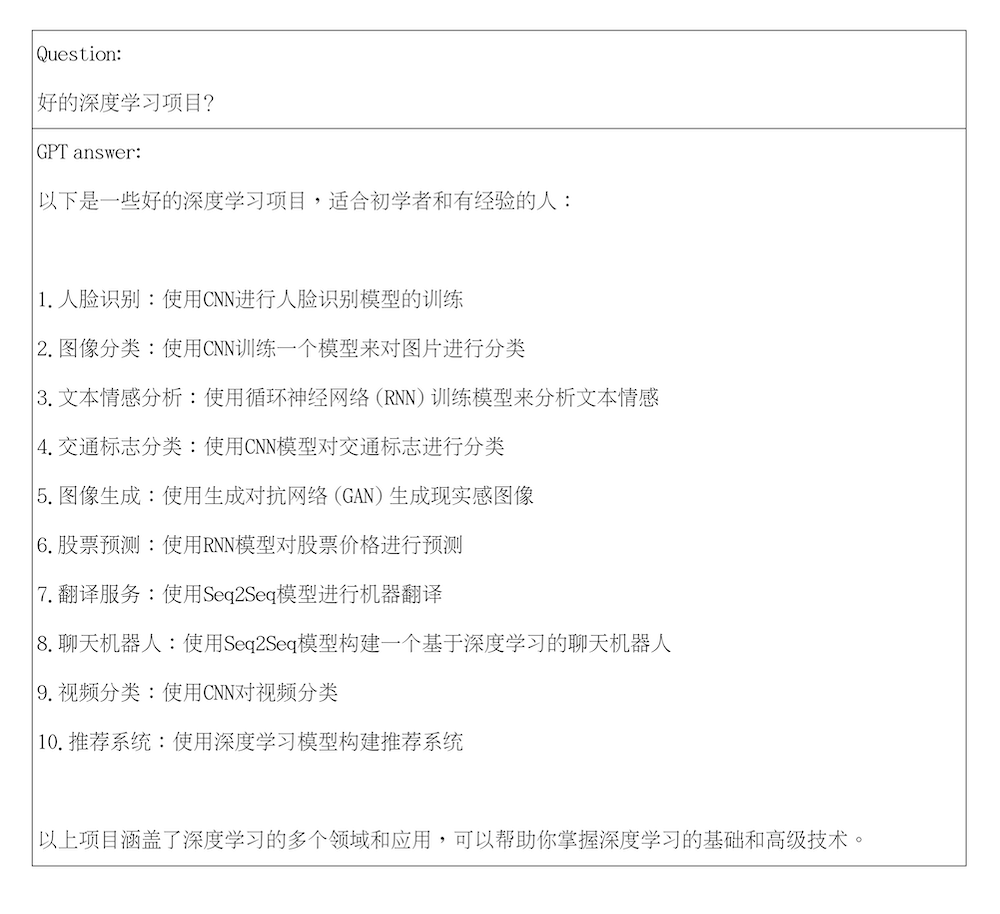 Question:
好的深度学习项目?
GPT answer:
以下是一些好的深度学习项目，适合初学者和有经验的人：
1. 人脸识别：使用CNN进行人脸识别模型的训练
2. 图像分类：使用CNN训练一个模型来对图片进行分类
3. 文本情感分析：使用循环神经网络(RNN)训练模型来分析文本情感
4. 交通标志分类：使用CNN模型对交通标志进行分类
5. 图像生成：使用生成对抗网络(GAN)生成现实感图像
6. 股票预测：使用RNN模型对股票价格进行预测
7. 翻译服务：使用Seq2Seq模型进行机器翻译
8. 聊天机器人：使用Seq2Seq模型构建一个基于深度学习的聊天机器人
9. 视频分类：使用CNN对视频分类
10. 推荐系统：使用深度学习模型构建推荐系统
以上项目涵盖了深度学习的多个领域和应用，可以帮助你掌握深度学习的基础和高级技术。